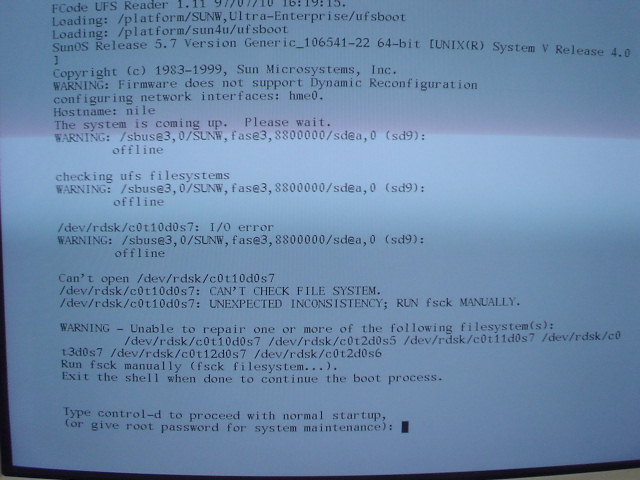 FCode UFS Reader 1.11 97/07/10 16:19:15.
Loading: /platform/SUNW,Ultra-Enterprise/ufsboot
Loading: /platform/sun4u/ufsboot
SunOS Release 5.7 Version Generic_106541-22 64-bit [UNIX(R) System V Release 4.0
]
Copyright (c) 1983-1999, Sun Microsystems, Inc.
WARNING: Firmware does not support Dynamic Reconfiguration
configuring network interfaces: hme0.
Hostname: nile
The system is coming up.  Please wait.
WARNING: /sbus@3,0/SUNW,fas@3,8800000/sd@a,0 (sd9):
offline
checking ufs filesystems
WARNING: /sbus@3,0/SUNW,fas@3,8800000/sd@a,0 (sd9):
offline
/dev/rdsk/c0t10d0s7: I/O error
WARNING: /sbus@3,0/SUNW,fas@3,8800000/sd@a,0 (sd9):
offline
Can't open /dev/rdsk/c0t10d0s7
/dev/rdsk/c0t10d0s7: CAN'T CHECK FILE SYSTEM.
/dev/rdsk/c0t10d0s7: UNEXPECTED INCONSISTENCY; RUN fsck MANUALLY.
WARNING - Unable to repair one or more of the following filesystem(s):
/dev/rdsk/c0t10d0s7 /dev/rdsk/c0t2d0s5 /dev/rdsk/c0t11d0s7 /dev/rdsk/c0
t3d0s7 /dev/rdsk/c0t12d0s7 /dev/rdsk/c0t2d0s6
Run fsck manually (fsck filesystem...).
Exit the shell when done to continue the boot process.
Type control-d to proceed with normal startup,
(or give root password for system maintenance):